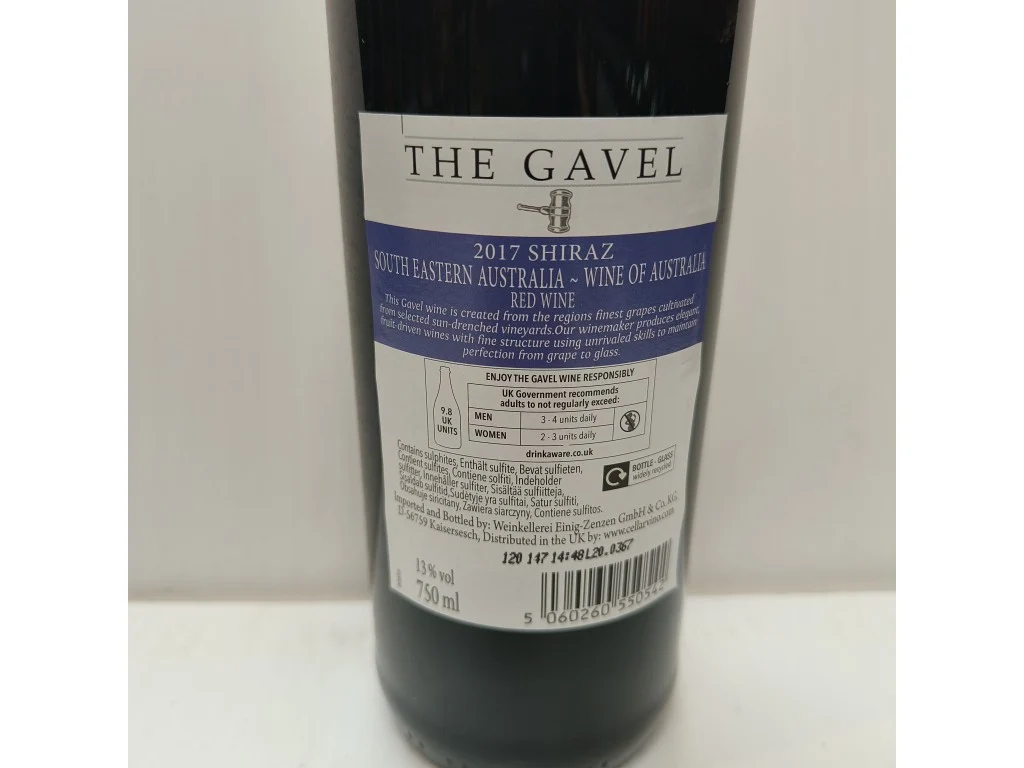 THE GAVEL
2017 SHIRAZ
SOUTH EASTERN AUSTRALIA ~ WINE OF AUSTRALIA
RED WINE
This Gavel wine is created from the regions finest grapes cultivated
from selected sun-drenched vineyards.Our winemaker produces elegant,
fruit-driven wines with fine structure using unrivaled skills to maintain
perfection from grape to glass.
ENJOY THE GAVEL WINE RESPONSIBLY
9.8
UK
UNITS
UK Government recommends
adults to not regularly exceed:
MEN 3 - 4 units daily
WOMEN 2 - 3 units daily
drinkaware.co.uk
Contains sulphites, Enthält sulfite, Bevat sulfieten,
Contient sulfites, Contiene solfiti, Indeholder
sulfitter, Innehåller sulfiter, Sisältää sulfiitteja,
Sisaldab sulfitid, Sudėtyje yra sulfitai, Satur sulfīti,
Obsahuje siricitany, Zawiera siarczyny, Contiene sulfitos.
BOTTLE - GLASS
widely recycled
Imported and Bottled by: Weinkellerei Einig-Zenzen GmbH & Co. KG,
D-56759 Kaisersesch, Distributed in the UK by: www.cellarvino.com
120 147 14:48 L20.0367
13% vol
750 ml
5 060260 550544